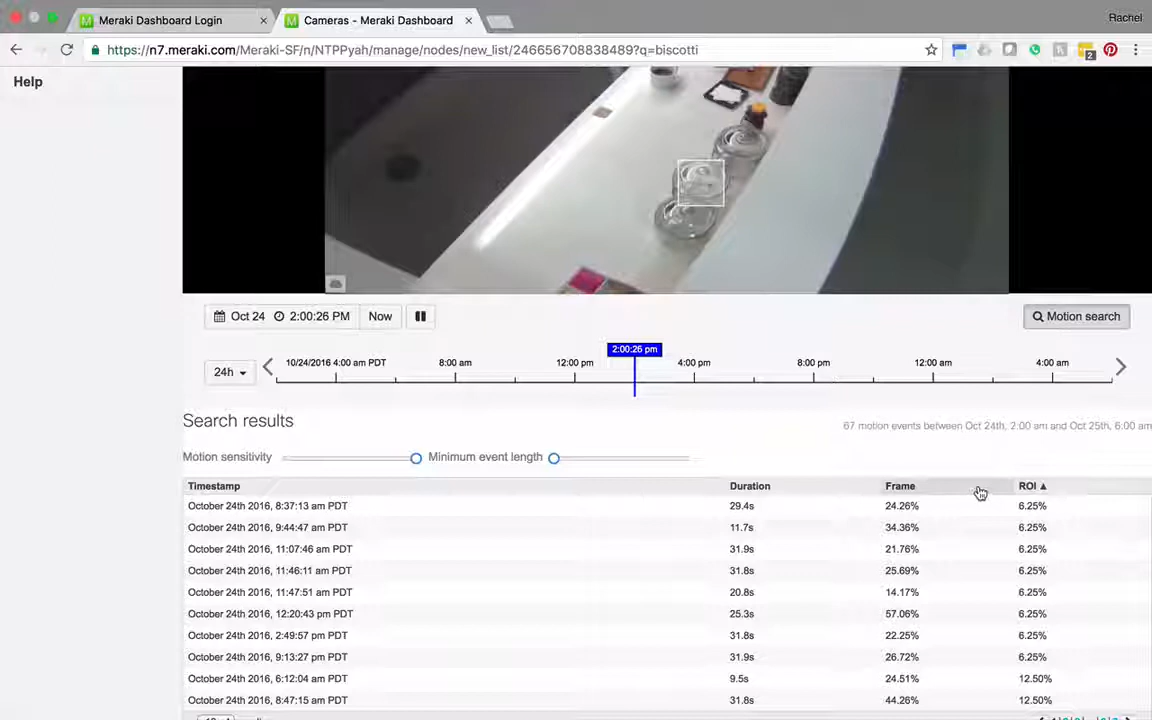 Meraki Dashboard Login
Cameras - Meraki Dashboard
Rachel
https://n7.meraki.com/Meraki-SF/n/NTPPyah/manage/nodes/new_list/246656708838489?q=biscotti
2
Help
Oct 24 2:00:26 PM Now Motion search
2:00:26 pm
24h 10/24/2016 4:00 am PDT 8:00 am 12:00 pm 4:00 pm 8:00 pm 12:00 am 4:00 am
Search results
67 motion events between Oct 24th, 2:00 am and Oct 25th, 6:00 am
Motion sensitivity Minimum event length
Timestamp Duration Frame ROI ▲
October 24th 2016, 8:37:13 am PDT 29.4s 24.26% 6.25%
October 24th 2016, 9:44:47 am PDT 11.7s 34.36% 6.25%
October 24th 2016, 11:07:46 am PDT 31.9s 21.76% 6.25%
October 24th 2016, 11:46:11 am PDT 31.8s 25.69% 6.25%
October 24th 2016, 11:47:51 am PDT 20.8s 14.17% 6.25%
October 24th 2016, 12:20:43 pm PDT 25.3s 57.06% 6.25%
October 24th 2016, 2:49:57 pm PDT 31.8s 22.25% 6.25%
October 24th 2016, 9:13:27 pm PDT 31.9s 26.72% 6.25%
October 24th 2016, 6:12:04 am PDT 9.5s 24.51% 12.50%
October 24th 2016, 8:47:15 am PDT 31.8s 44.26% 12.50%